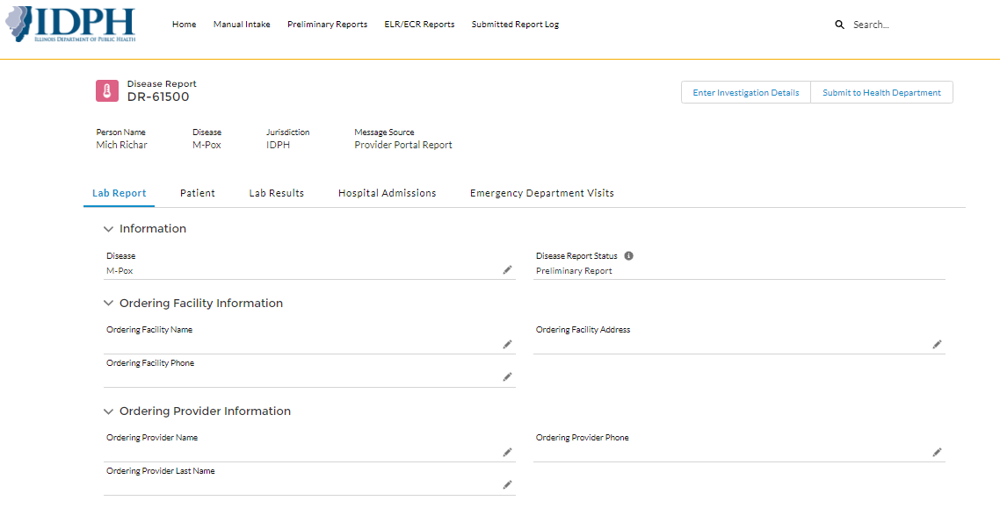 IDPH
ILLINOIS DEPARTMENT OF PUBLIC HEALTH
Home Manual Intake Preliminary Reports ELR/ECR Reports Submitted Report Log Search...
Disease Report
DR-61500
Enter Investigation Details Submit to Health Department
Person Name Disease Jurisdiction Message Source
Mich Richar M-Pox IDPH Provider Portal Report
Lab Report Patient Lab Results Hospital Admissions Emergency Department Visits
Information
Disease Disease Report Status
M-Pox Preliminary Report
Ordering Facility Information
Ordering Facility Name Ordering Facility Address
Ordering Facility Phone
Ordering Provider Information
Ordering Provider Name Ordering Provider Phone
Ordering Provider Last Name